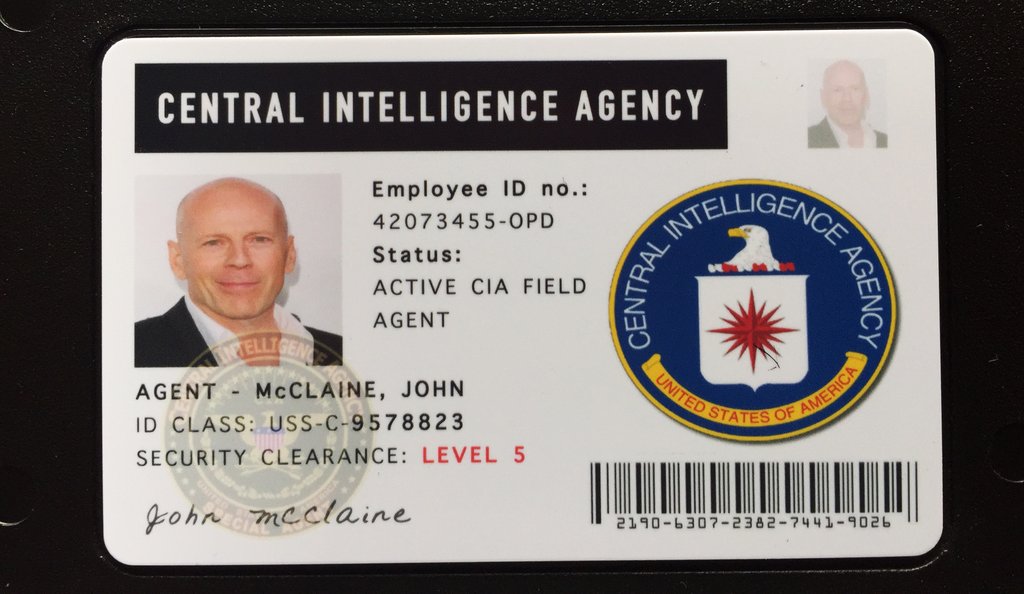 CENTRAL INTELLIGENCE AGENCY
Employee ID no.:
42073455-OPD
Status:
ACTIVE CIA FIELD
AGENT
CENTRAL INTELLIGENCE AGENCY
UNITED STATES OF AMERICA
AGENT - McCLAINE, JOHN
ID CLASS: USS-C-9578823
SECURITY CLEARANCE: LEVEL 5
John McClaine
2190-6307-2382-7441-9026